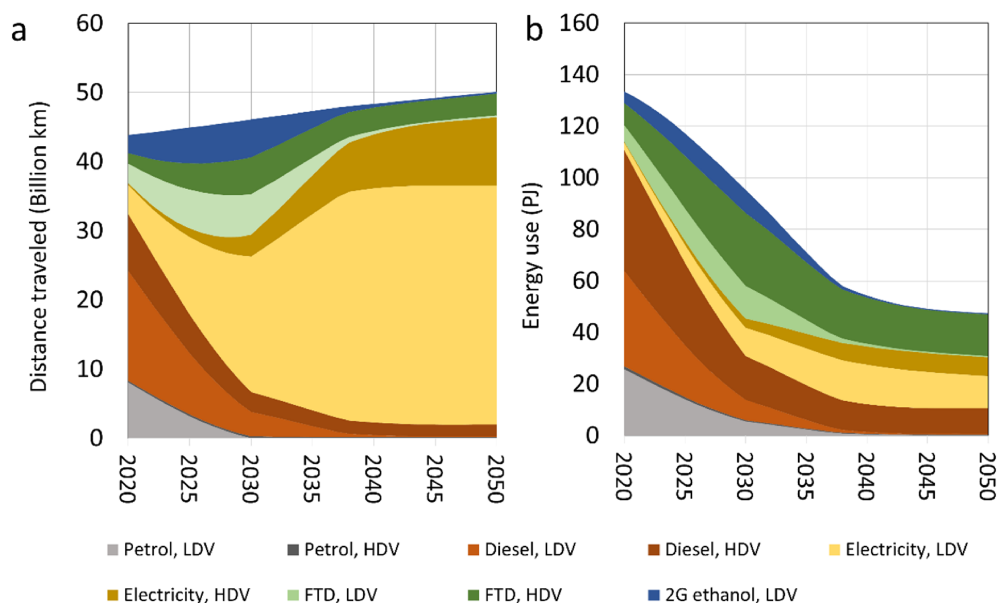 a
Distance traveled (Billion km)
60
50
40
30
20
10
0
2020 2025 2030 2035 2040 2045 2050
b
Energy use (PJ)
160
140
120
100
80
60
40
20
0
2020 2025 2030 2035 2040 2045 2050
Petrol, LDV Petrol, HDV Diesel, LDV Diesel, HDV Electricity, LDV
Electricity, HDV FTD, LDV FTD, HDV 2G ethanol, LDV